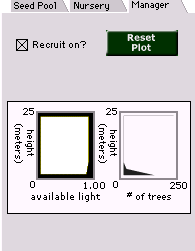 Seed Pool Nursery Manager
Recruit on?
Reset
Plot
25
height
(meters)
0
1.00
available light
25
height
(meters)
0
250
# of trees